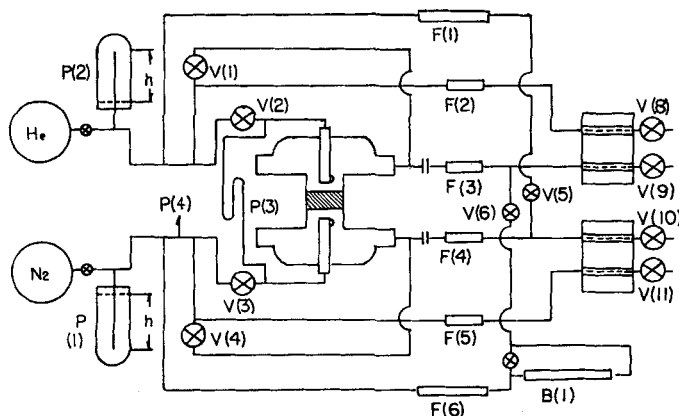 F(1)
P(2)
h
V(1)
F(2)
V(8)
He
V(2)
F(3)
V(9)
V(5)
P(3)
V(6)
P(4)
V(10)
F(4)
N2
V(3)
V(11)
P
(1)
h
V(4)
F(5)
B(1)
F(6)